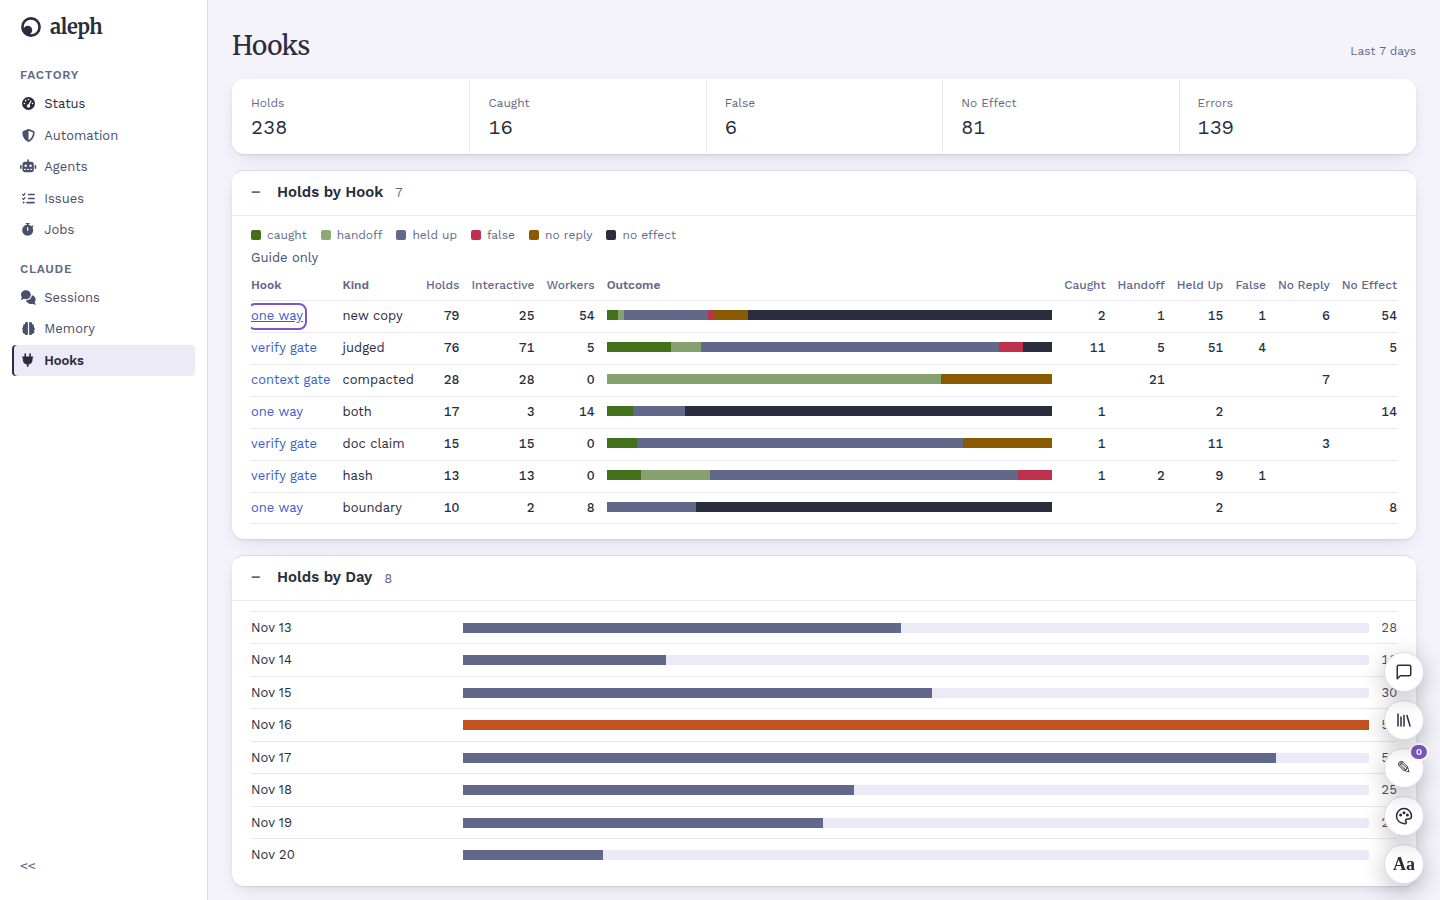 aleph
FACTORY
Status
Automation
Agents
Issues
Jobs
CLAUDE
Sessions
Memory
Hooks
<<
Hooks
Last 7 days
Holds Caught False No Effect Errors
238 16 6 81 139
− Holds by Hook 7
caught handoff held up false no reply no effect
Guide only
Hook Kind Holds Interactive Workers Outcome Caught Handoff Held Up False No Reply No Effect
one way new copy 79 25 54 2 1 15 1 6 54
verify gate judged 76 71 5 11 5 51 4 5
context gate compacted 28 28 0 21 7
one way both 17 3 14 1 2 14
verify gate doc claim 15 15 0 1 11 3
verify gate hash 13 13 0 1 2 9 1
one way boundary 10 2 8 2 8
− Holds by Day 8
Nov 13 28
Nov 14
Nov 15 30
Nov 16
Nov 17
0
Nov 18 25
Nov 19
Nov 20
Aa